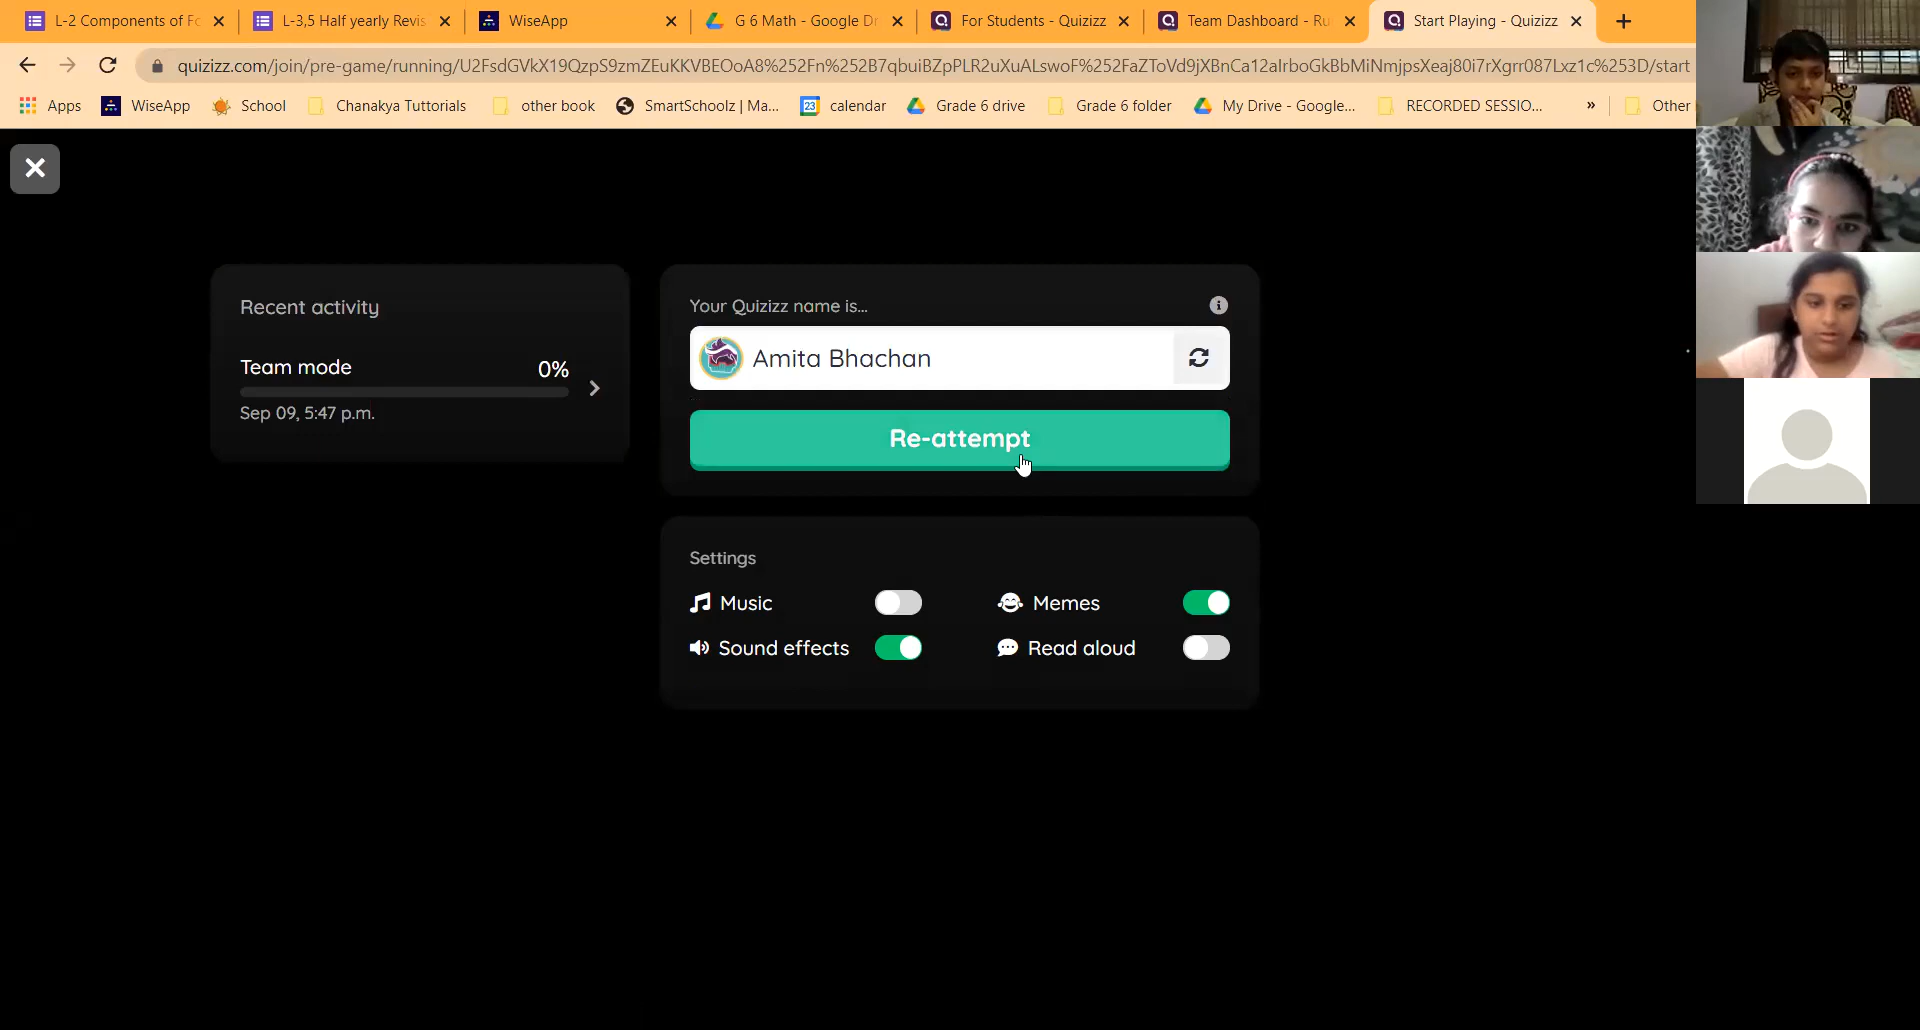 L-2 Components of Fo
L-3,5 Half yearly Revis
WiseApp
G 6 Math - Google Dr
For Students - Quizizz
Team Dashboard - Ru
Start Playing - Quizizz
quizizz.com/join/pre-game/running/U2FsdGVkX19QzpS9zmZEuKKVBEOoA8%252Fn%252B7qbuiBZpPLR2uXuALswoF%252FaZToVd9jXBnCa12aIrboGkBbMiNmjpsXeaj80i7rXgrr087Lxz1c%253D/start
Apps
WiseApp
School
Chanakya Tuttorials
other book
SmartSchoolz | Ma...
23
calendar
Grade 6 drive
Grade 6 folder
My Drive - Google...
RECORDED SESSIO...
»
Other
Recent activity
Team mode 0%
Sep 09, 5:47 p.m.
Your Quizizz name is...
Amita Bhachan
Re-attempt
Settings
Music
Memes
Sound effects
Read aloud